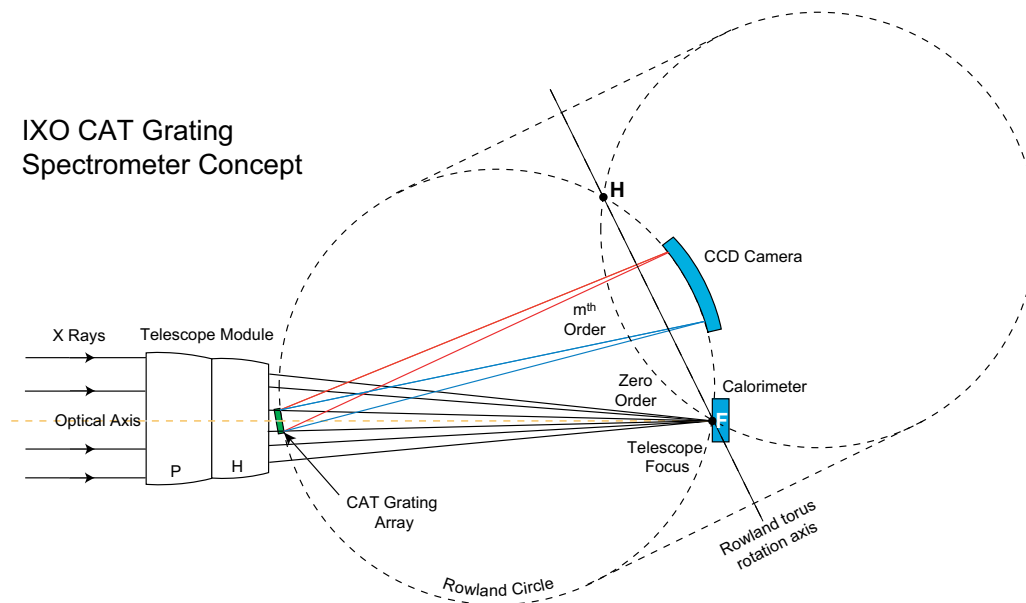 IXO CAT Grating
Spectrometer Concept
H
CCD Camera
mth
Order
X Rays
Telescope Module
Zero
Order
Calorimeter
Optical Axis
F
Telescope
Focus
P
H
CAT Grating
Array
Rowland torus
rotation axis
Rowland Circle